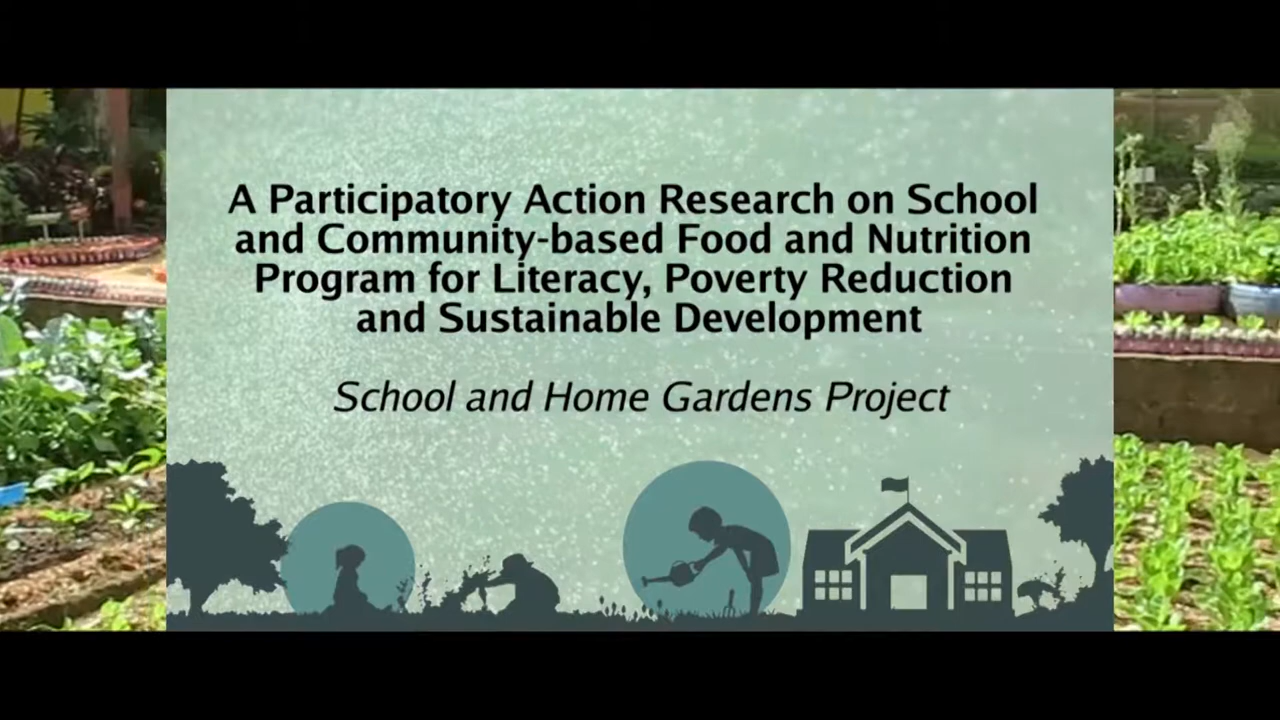 A Participatory Action Research on School
and Community-based Food and Nutrition
Program for Literacy, Poverty Reduction
and Sustainable Development
School and Home Gardens Project